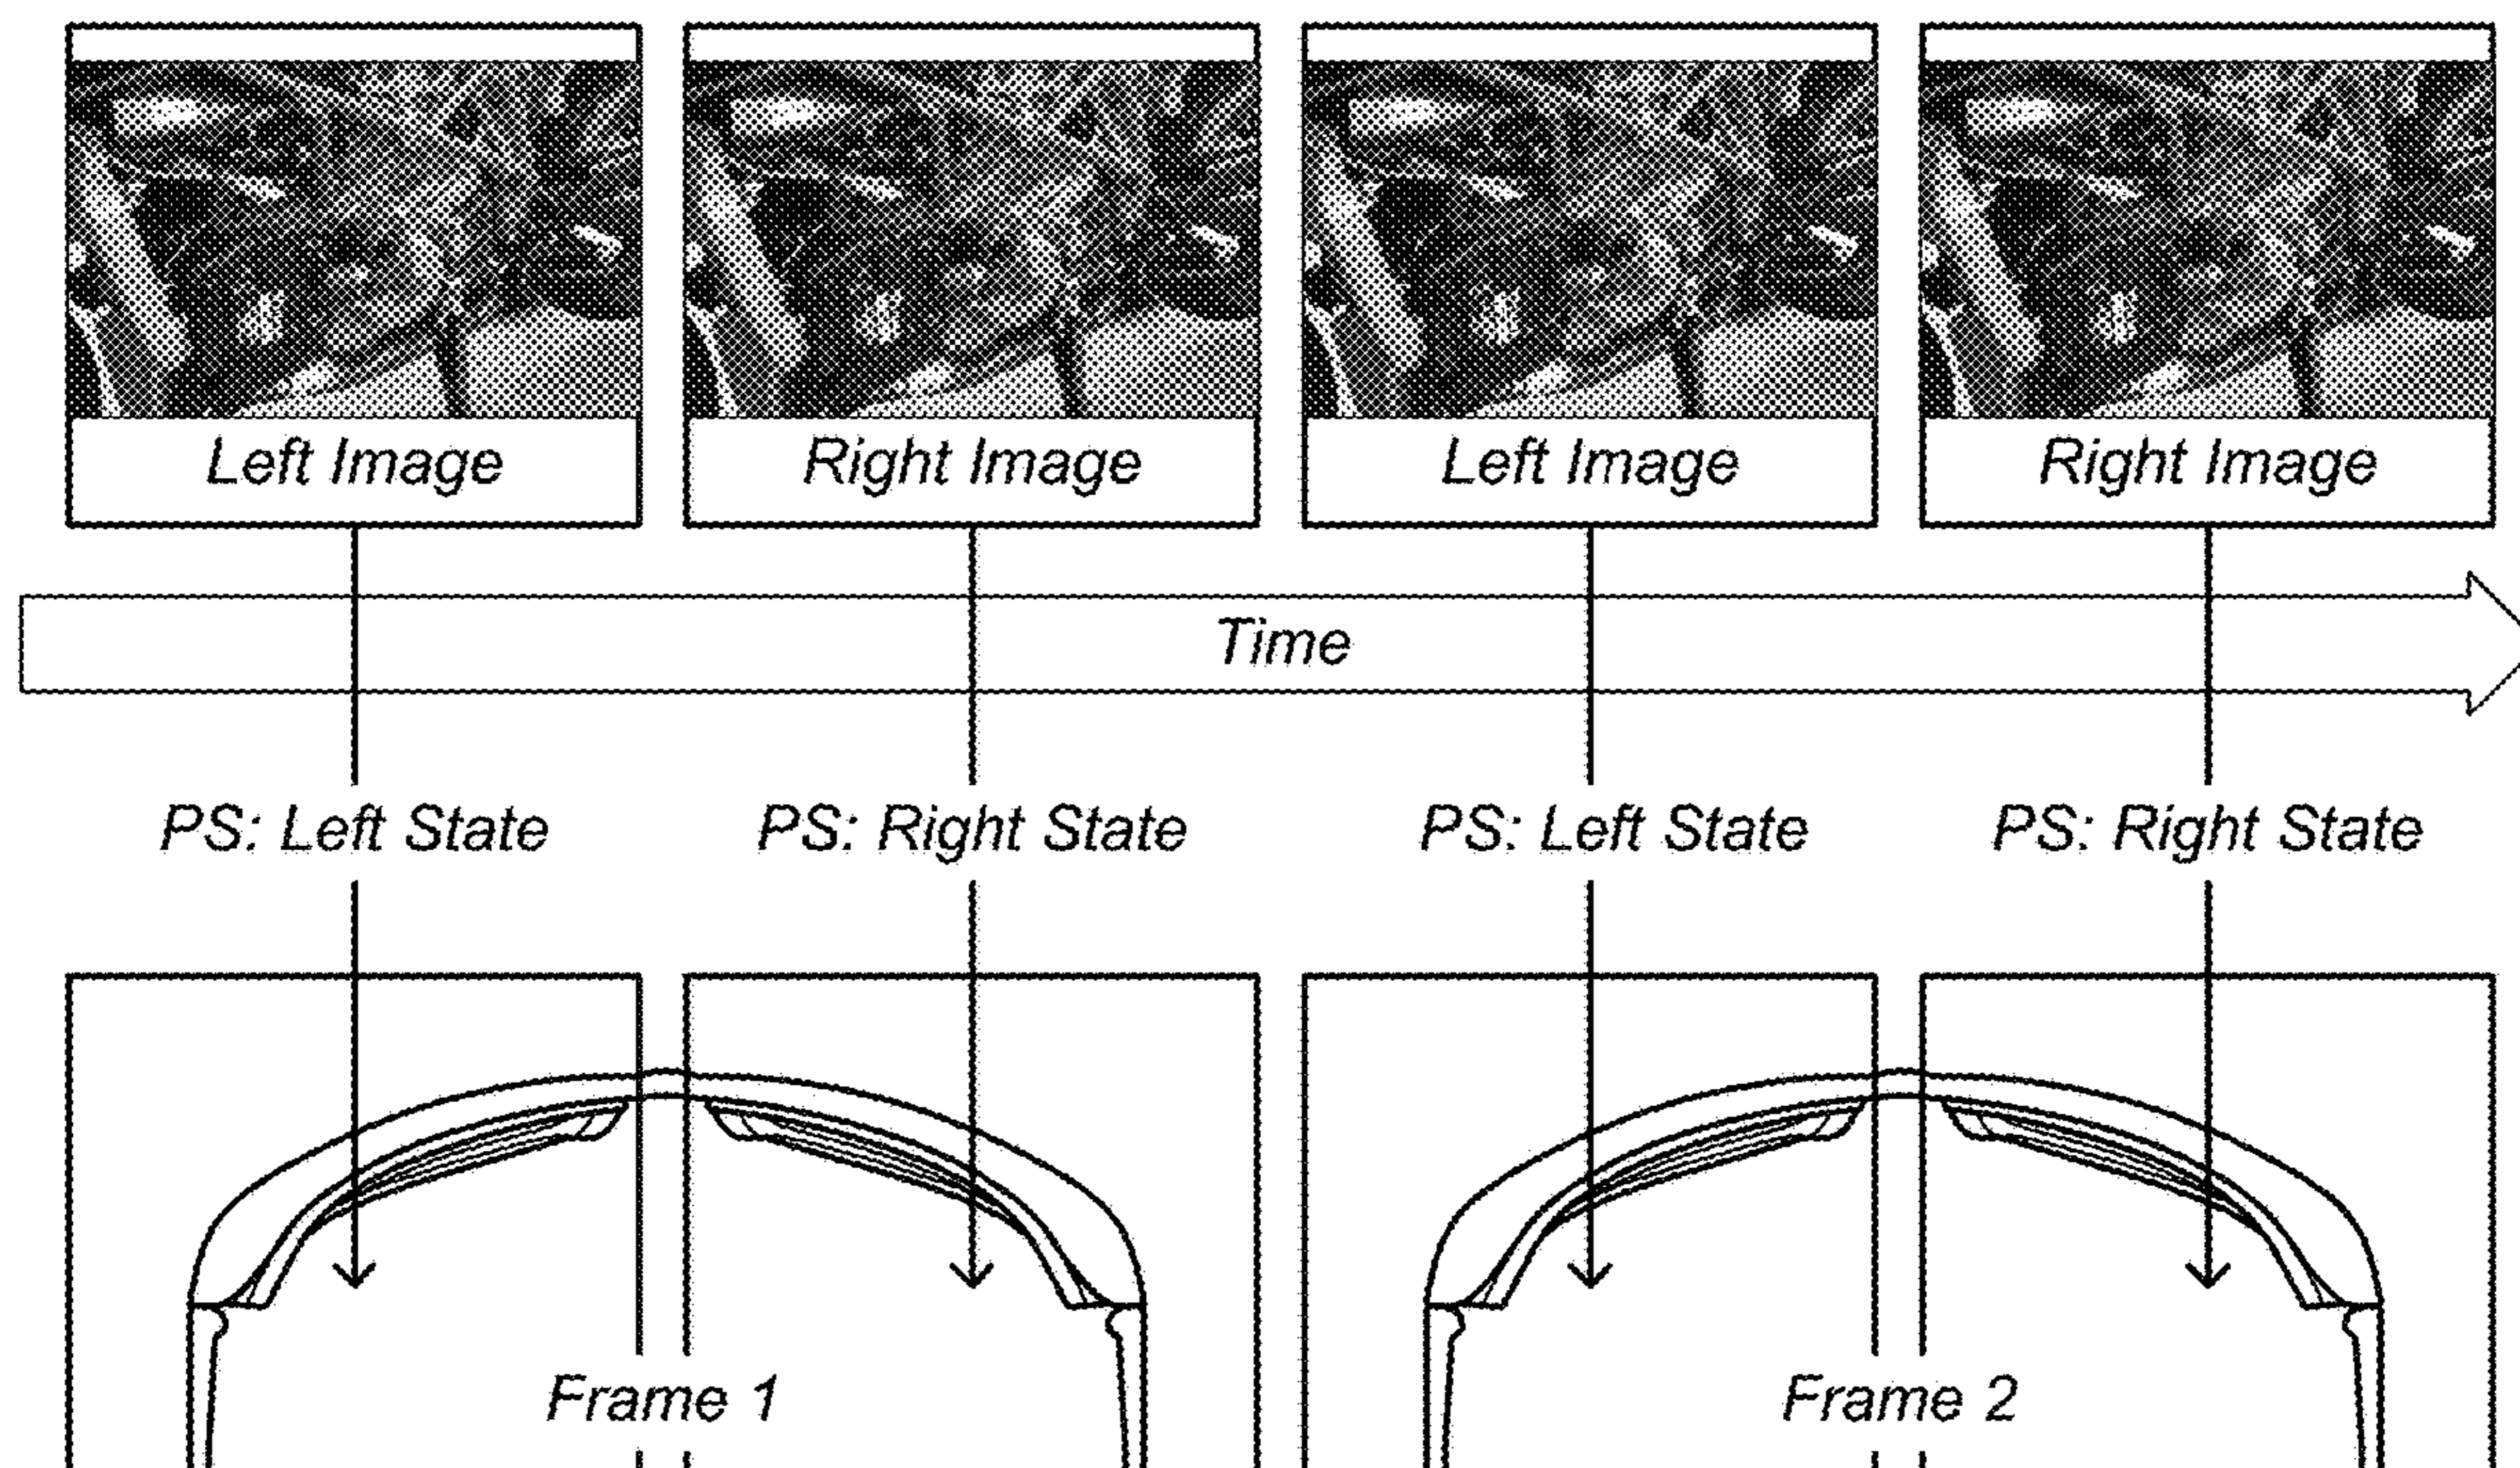 Left Image
Right Image
Left Image
Right Image
Time
PS: Left State
PS: Right State
PS: Left State
PS: Right State
Frame 1
Frame 2